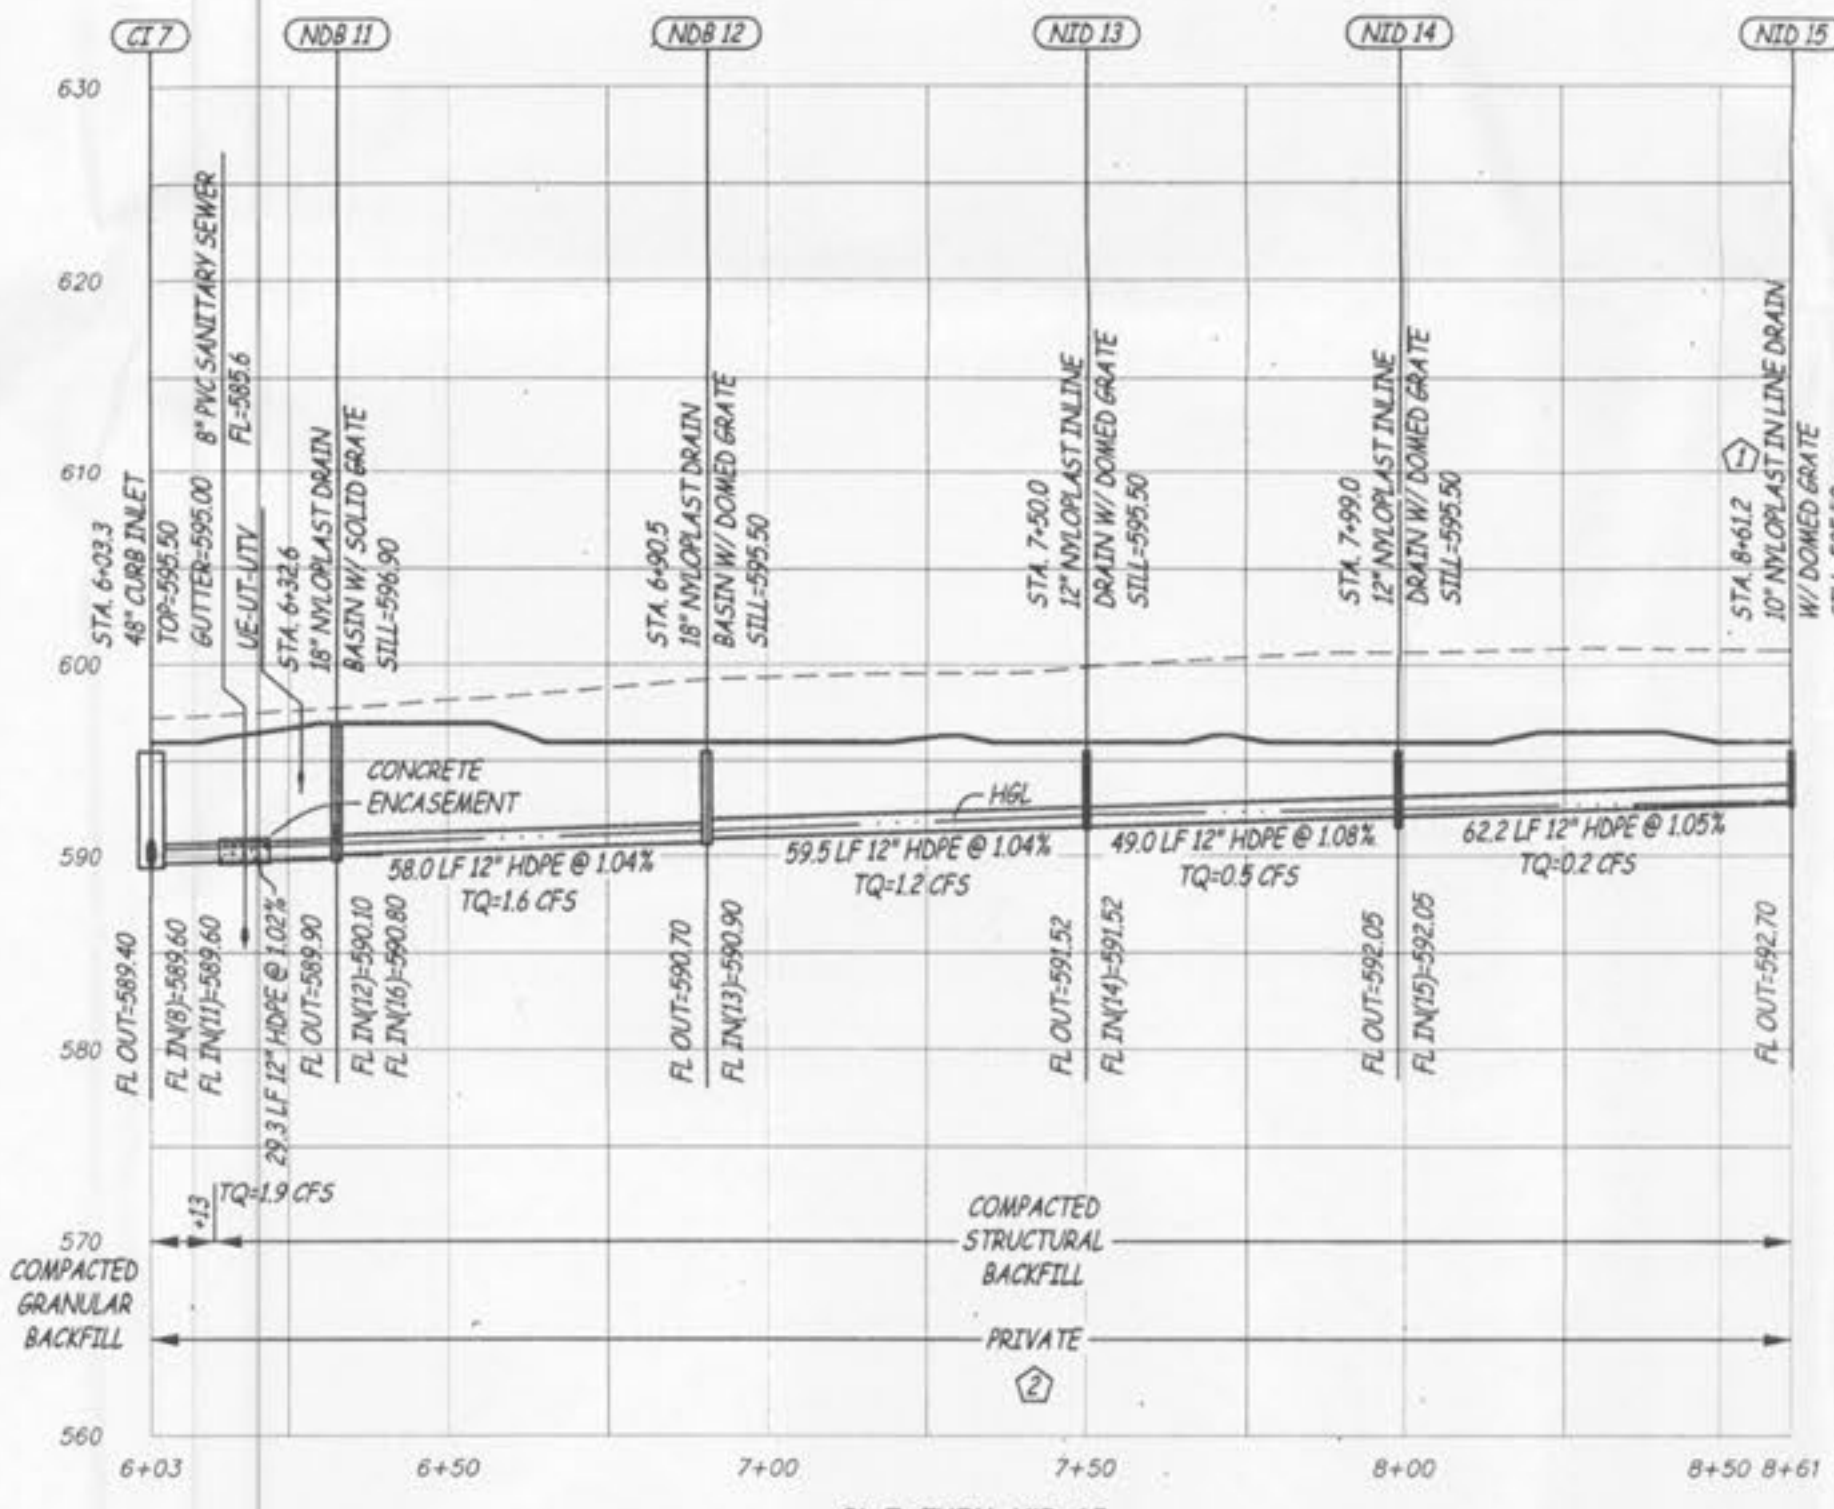 CI 7
NDB 11
NDB 12
NID 13
NID 14
NID 15
630
620
610
600
590
580
570
560
STA. 6+03.3
48" CURB INLET
TOP=595.50
GUTTER=595.00
8" PVC SANITARY SEWER
FL=585.6
UE-UT-UTV
STA. 6+32.6
18" NYLOPLAST DRAIN
BASIN W/ SOLID GRATE
SILL=596.90
STA. 6+90.5
18" NYLOPLAST DRAIN
BASIN W/ DOMED GRATE
SILL=595.50
STA. 7+50.0
12" NYLOPLAST INLINE
DRAIN W/ DOMED GRATE
SILL=595.50
STA. 7+99.0
12" NYLOPLAST INLINE
DRAIN W/ DOMED GRATE
SILL=595.50
1
STA. 8+61.2
10" NYLOPLAST IN LINE DRAIN
W/ DOMED GRATE
CONCRETE
ENCASEMENT
HGL
58.0 LF 12" HDPE @ 1.04%
TQ=1.6 CFS
59.5 LF 12" HDPE @ 1.04%
TQ=1.2 CFS
49.0 LF 12" HDPE @ 1.08%
TQ=0.5 CFS
62.2 LF 12" HDPE @ 1.05%
TQ=0.2 CFS
FL OUT=589.40
FL IN(8)=589.60
FL IN(11)=589.60
29.3 LF 12" HDPE @ 1.02%
TQ=1.9 CFS
FL OUT=589.90
FL IN(12)=590.10
FL IN(16)=590.80
FL OUT=590.70
FL IN(13)=590.90
FL OUT=591.52
FL IN(14)=591.52
FL OUT=592.05
FL IN(15)=592.05
FL OUT=592.70
+13
COMPACTED
GRANULAR
BACKFILL
COMPACTED
STRUCTURAL
BACKFILL
PRIVATE
2
6+03
6+50
7+00
7+50
8+00
8+50
8+61